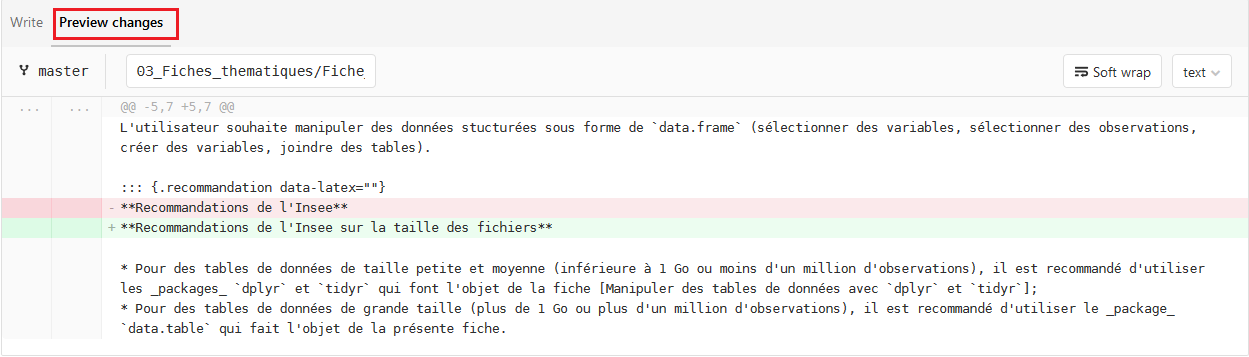 Write Preview changes
master 03_Fiches_thematiques/Fiche_ Soft wrap text
... ... @@ -5,7 +5,7 @@
L'utilisateur souhaite manipuler des données stucturées sous forme de `data.frame` (sélectionner des variables, sélectionner des observations,
créer des variables, joindre des tables).
::: {.recommandation data-latex=""}
- **Recommandations de l'Insee**
+ **Recommandations de l'Insee sur la taille des fichiers**
* Pour des tables de données de taille petite et moyenne (inférieure à 1 Go ou moins d'un million d'observations), il est recommandé d'utiliser
les _packages_ `dplyr` et `tidyr` qui font l'objet de la fiche [Manipuler des tables de données avec `dplyr` et `tidyr`];
* Pour des tables de données de grande taille (plus de 1 Go ou plus d'un million d'observations), il est recommandé d'utiliser le _package_
`data.table` qui fait l'objet de la présente fiche.